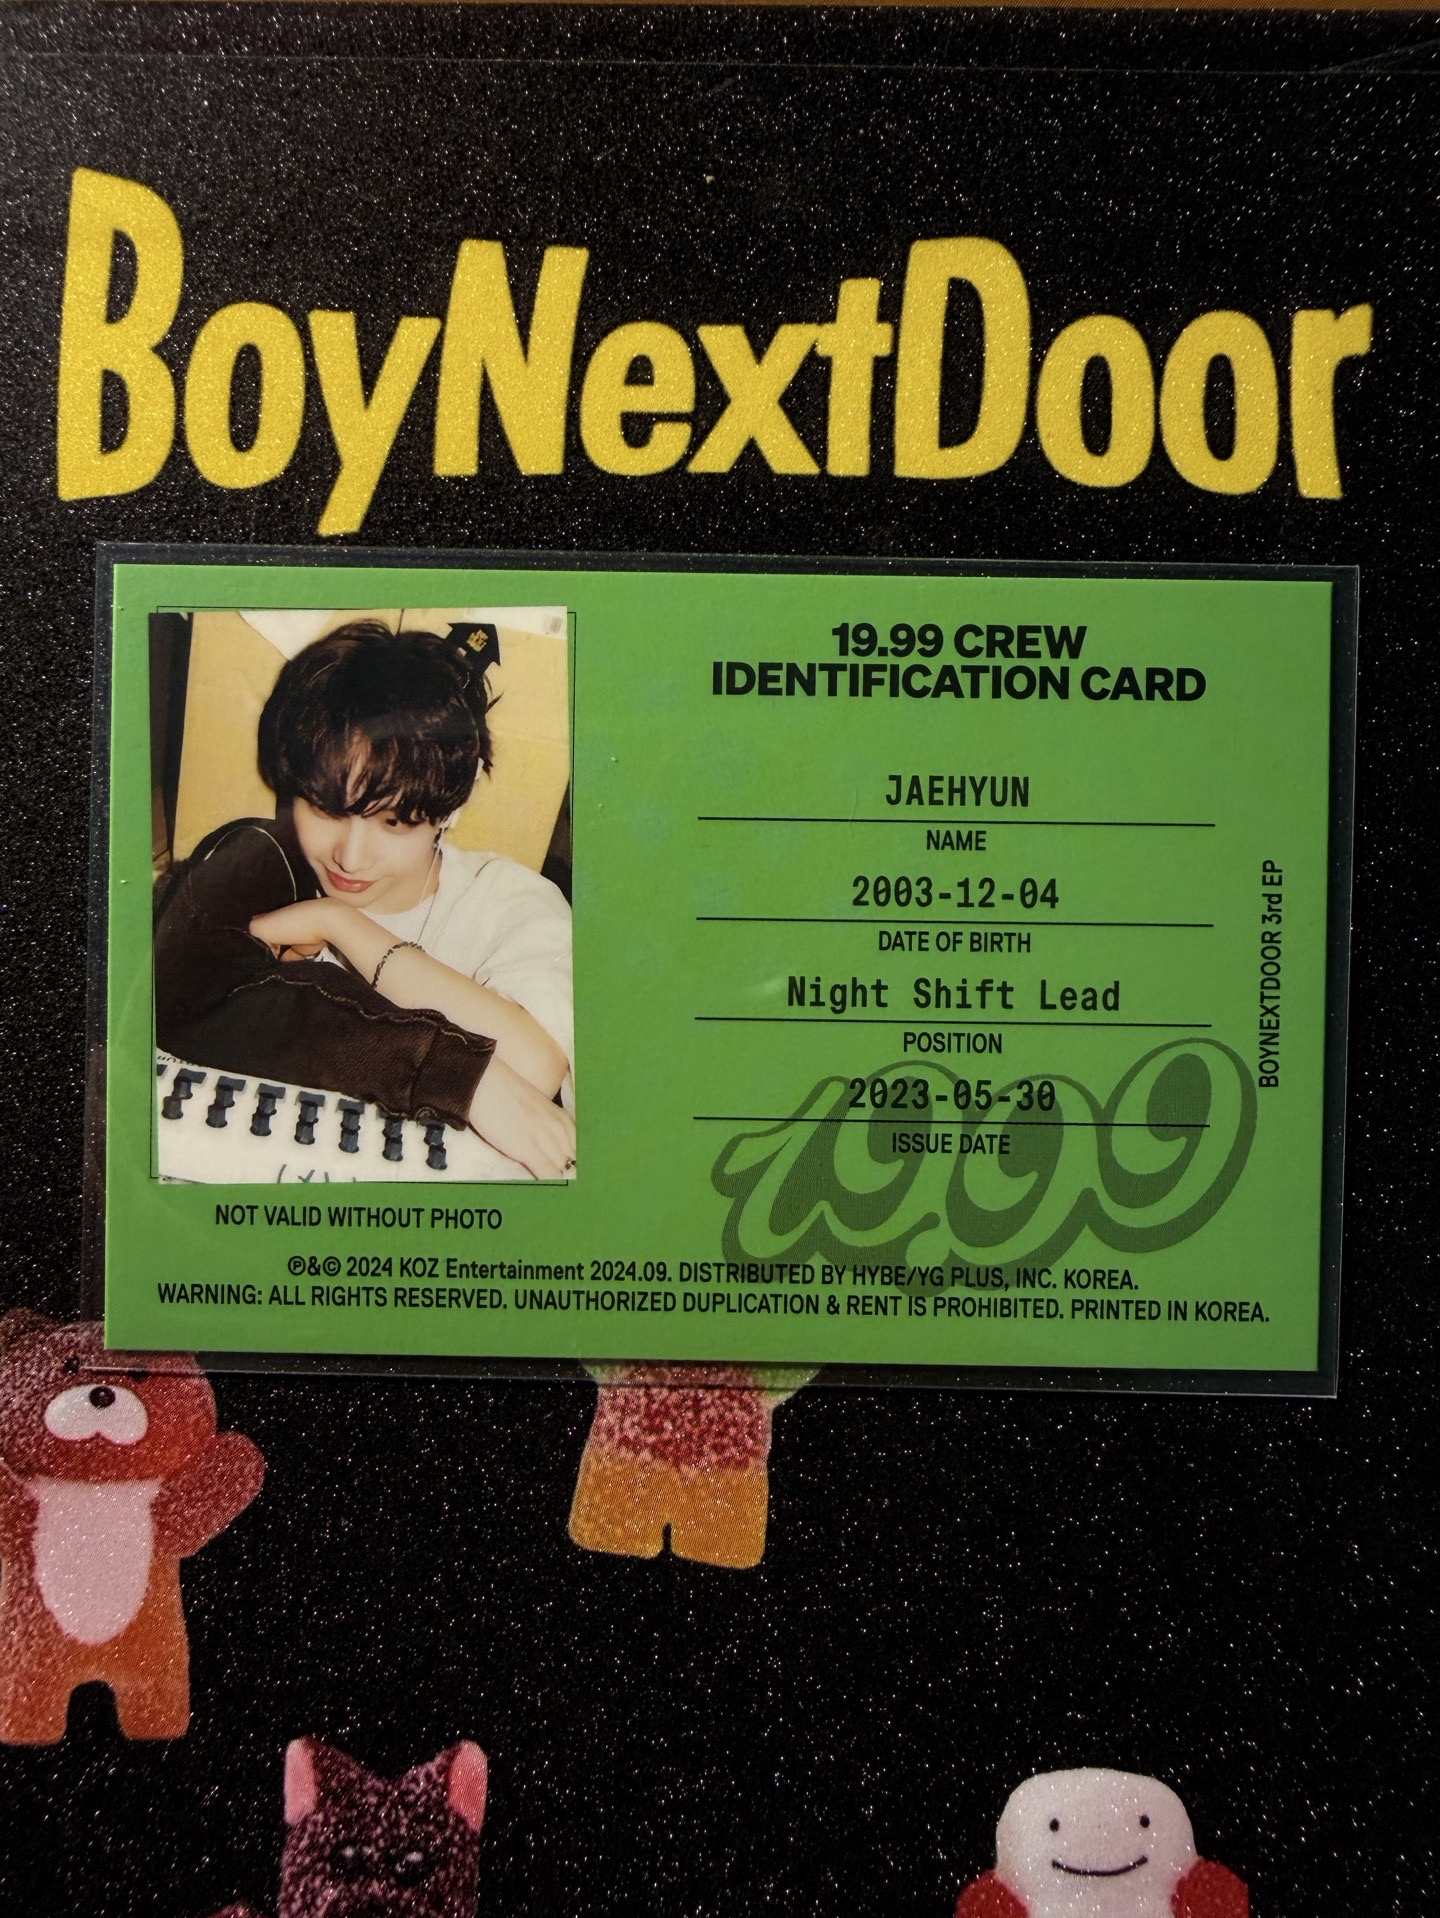 BoyNextDoor
19.99 CREW
IDENTIFICATION CARD
JAEHYUN
NAME
2003-12-04
DATE OF BIRTH
Night Shift Lead
POSITION
2023-05-30
ISSUE DATE
19.99
BOYNEXTDOOR 3rd EP
NOT VALID WITHOUT PHOTO
℗&© 2024 KOZ Entertainment 2024.09. DISTRIBUTED BY HYBE/YG PLUS, INC. KOREA.
WARNING: ALL RIGHTS RESERVED. UNAUTHORIZED DUPLICATION & RENT IS PROHIBITED. PRINTED IN KOREA.